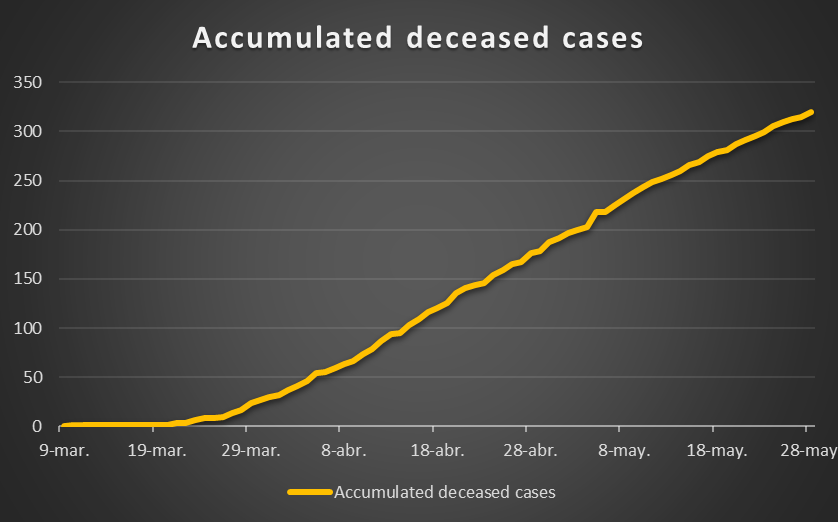 Accumulated deceased cases
350
300
250
200
150
100
50
0
9-mar. 19-mar. 29-mar. 8-abr. 18-abr. 28-abr. 8-may. 18-may. 28-may
Accumulated deceased cases